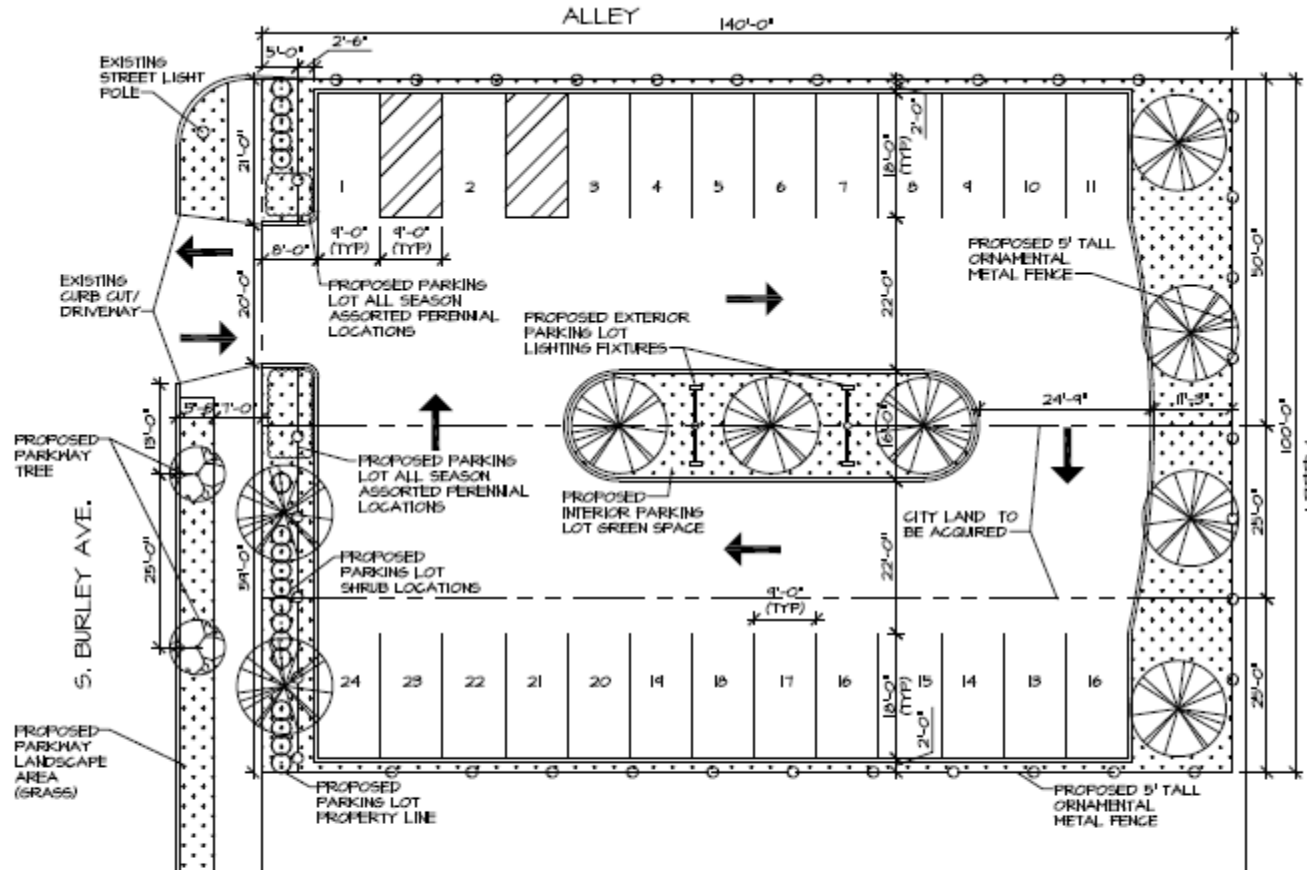 ALLEY
140'-0"
5'-0"
2'-6"
EXISTING
STREET LIGHT
POLE
21'-0"
2'-0"
18'-0"
(TYP)
1
2
3
4
5
6
7
8
9
10
11
9'-0"
(TYP)
9'-0"
(TYP)
8'-0"
EXISTING
CURB CUT/
DRIVEWAY
20'-0"
PROPOSED PARKING
LOT ALL SEASON
ASSORTED PERENNIAL
LOCATIONS
PROPOSED EXTERIOR
PARKING LOT
LIGHTING FIXTURES
22'-0"
PROPOSED 5' TALL
ORNAMENTAL
METAL FENCE
50'-0"
100'-0"
5'-8"
7'-0"
13'-0"
24'-9"
11'-3"
16'-0"
PROPOSED
PARKWAY
TREE
PROPOSED PARKING
LOT ALL SEASON
ASSORTED PERENNIAL
LOCATIONS
PROPOSED
INTERIOR PARKING
LOT GREEN SPACE
CITY LAND TO
BE ACQUIRED
S. BURLEY AVE.
25'-0"
59'-0"
PROPOSED
PARKING LOT
SHRUB LOCATIONS
22'-0"
25'-0"
9'-0"
(TYP)
24
23
22
21
20
19
18
17
16
15
14
13
16
18'-0"
(TYP)
2'-0"
25'-0"
PROPOSED
PARKWAY
LANDSCAPE
AREA
(GRASS)
PROPOSED
PARKING LOT
PROPERTY LINE
PROPOSED 5' TALL
ORNAMENTAL
METAL FENCE